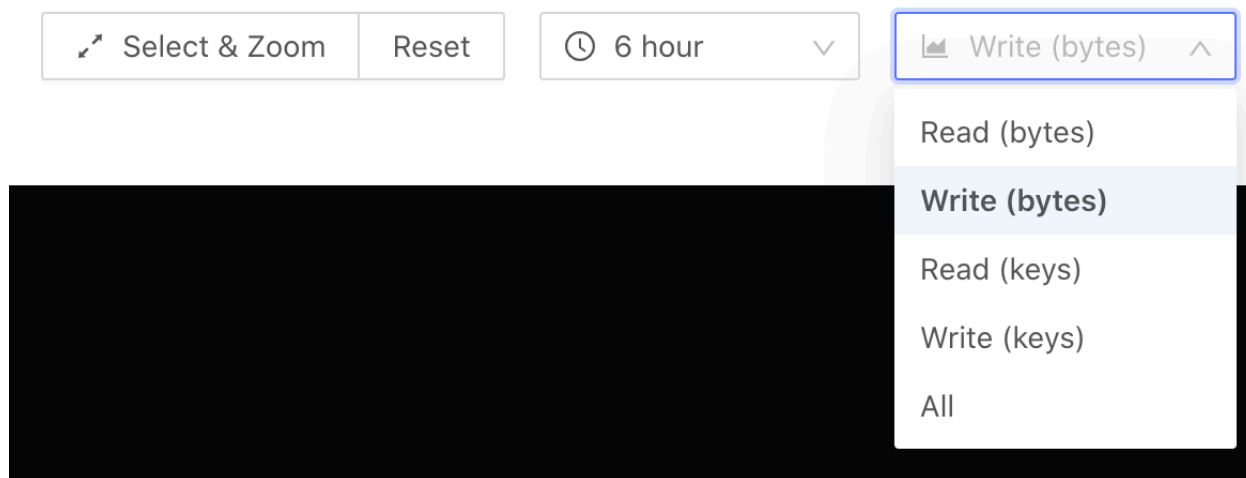 Select & Zoom Reset 6 hour Write (bytes)
Read (bytes)
Write (bytes)
Read (keys)
Write (keys)
All